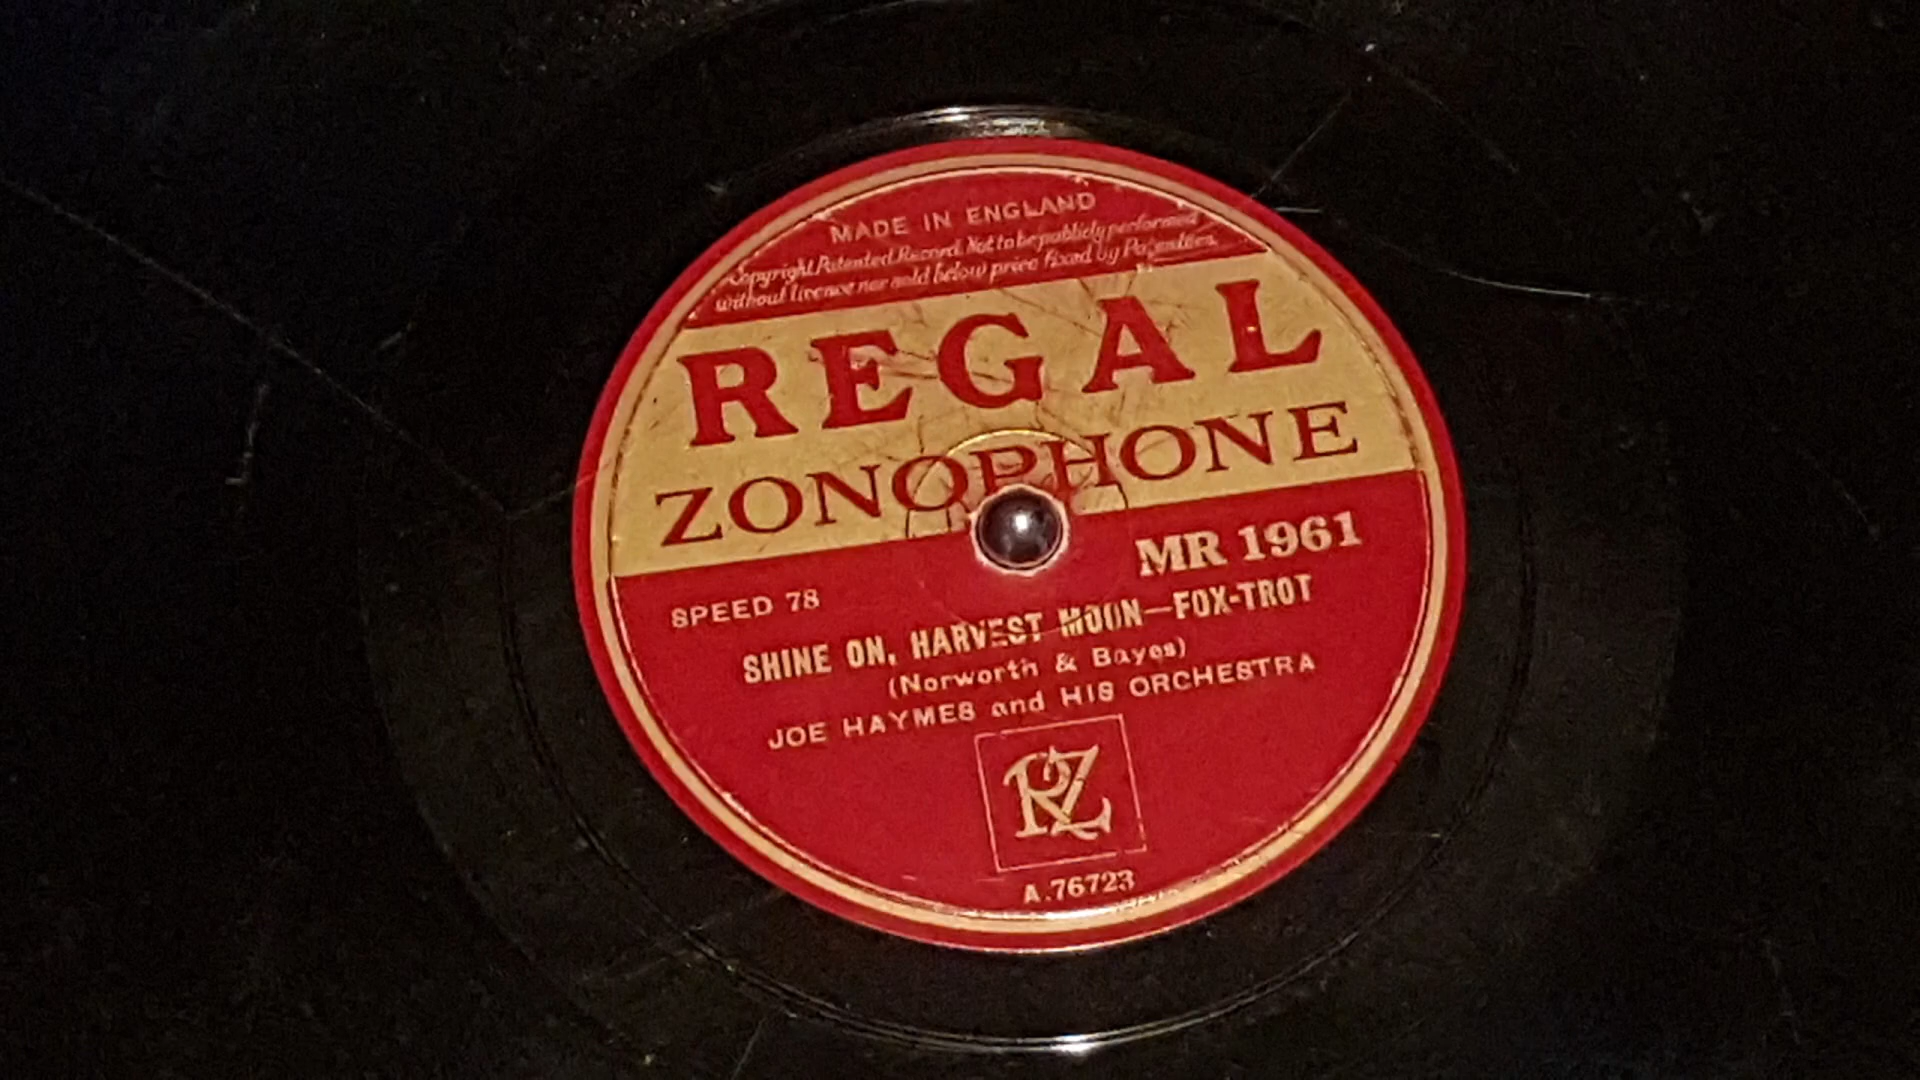 MADE IN ENGLAND
Copyright Patented Record. Not to be publicly performed
without licence nor sold below price fixed by Patentees.
REGAL
ZONOPHONE
MR 1961
SPEED 78
SHINE ON, HARVEST MOON—FOX-TROT
(Norworth & Bayes)
JOE HAYMES and HIS ORCHESTRA
RZ
A.76723